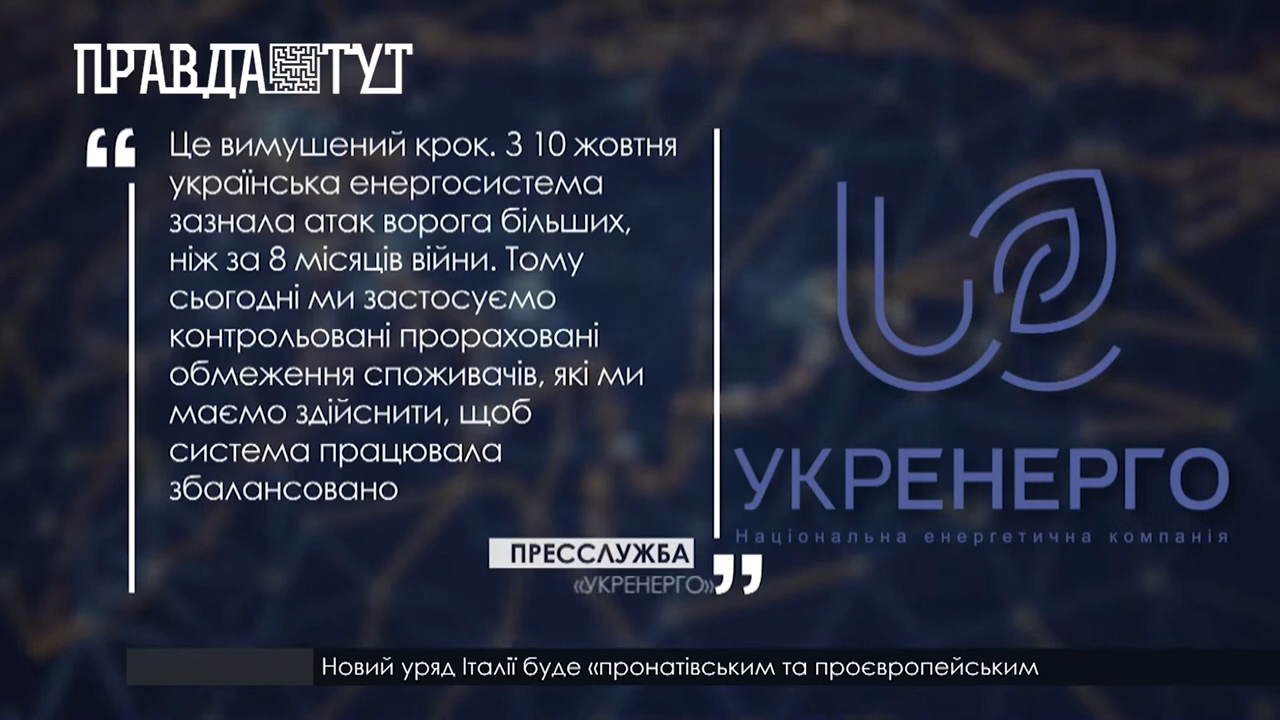 ПРАВДА ТУТ
Це вимушений крок. З 10 жовтня
українська енергосистема
зазнала атак ворога більших,
ніж за 8 місяців війни. Тому
сьогодні ми застосуємо
контрольовані прораховані
обмеження споживачів, які ми
маємо здійснити, щоб
система працювала
збалансовано
ПРЕССЛУЖБА
«УКРЕНЕРГО»
УКРЕНЕРГО
Національна енергетична компанія
Новий уряд Італії буде «пронатівським та проєвропейським